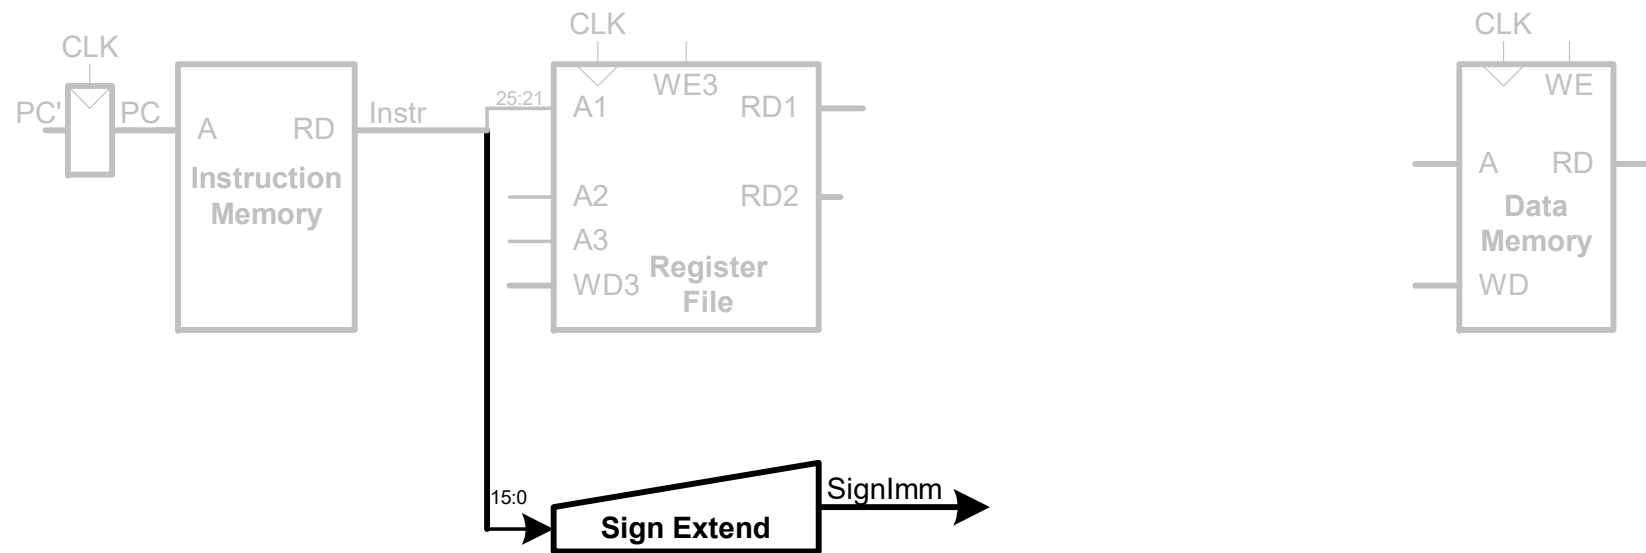 CLK
CLK
CLK
PC'
PC
A
RD
Instruction
Memory
Instr
25:21
A1
WE3
RD1
A2
RD2
A3
WD3
Register
File
WE
A
RD
Data
Memory
WD
15:0
Sign Extend
SignImm